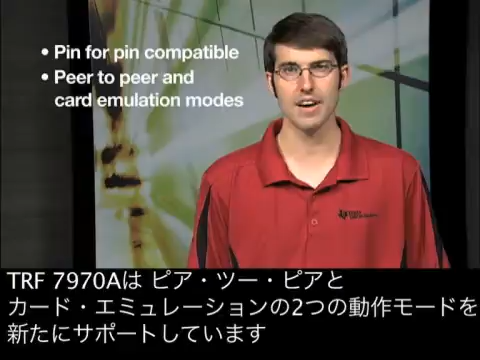 • Pin for pin compatible
• Peer to peer and
card emulation modes
TRF 7970Aは ピア・ツー・ピアと
カード・エミュレーションの2つの動作モードを
新たにサポートしています